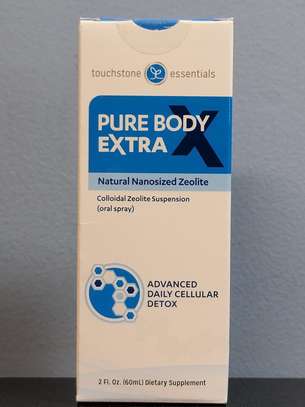 touchstone essentials
PURE BODY
EXTRA X
Natural Nanosized Zeolite
Colloidal Zeolite Suspension
(oral spray)
ADVANCED
DAILY CELLULAR
DETOX
2 Fl. Oz. (60mL) Dietary Supplement